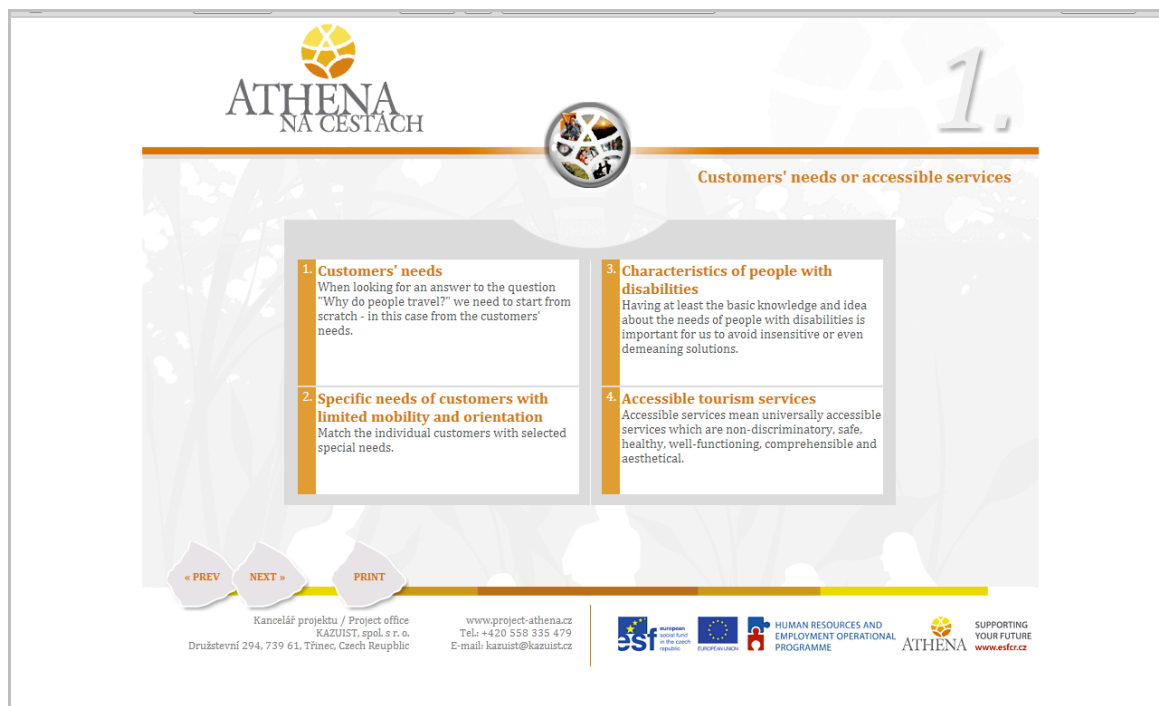 ATHENA
NA CESTÁCH
1.
Customers' needs or accessible services
1. Customers' needs
When looking for an answer to the question
"Why do people travel?" we need to start from
scratch - in this case from the customers'
needs.
2. Specific needs of customers with
limited mobility and orientation
Match the individual customers with selected
special needs.
3. Characteristics of people with
disabilities
Having at least the basic knowledge and idea
about the needs of people with disabilities is
important for us to avoid insensitive or even
demeaning solutions.
4. Accessible tourism services
Accessible services mean universally accessible
services which are non-discriminatory, safe,
healthy, well-functioning, comprehensible and
aesthetical.
« PREV
NEXT »
PRINT
Kancelář projektu / Project office
KAZUIST, spol. s r. o.
Družstevní 294, 739 61, Třinec, Czech Reupblic
www.project-athena.cz
Tel.: +420 558 335 479
E-mail: kazuist@kazuist.cz
esf
european
social fund
in the czech
republic
EUROPEAN UNION
HUMAN RESOURCES AND
EMPLOYMENT OPERATIONAL
PROGRAMME
ATHENA
SUPPORTING
YOUR FUTURE
www.esfcr.cz